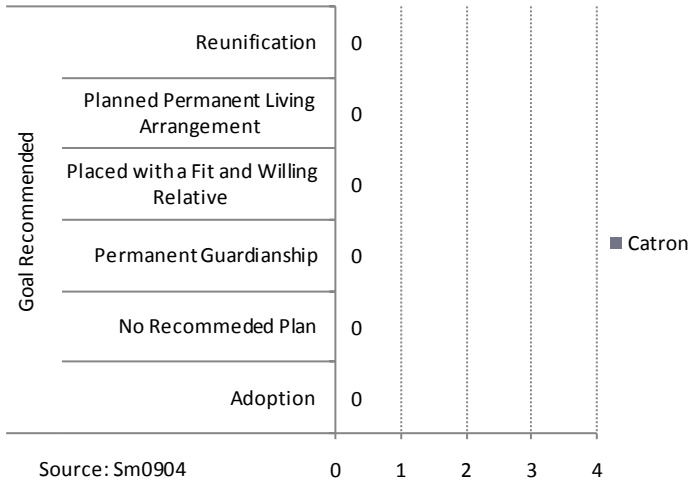 Goal Recommended
Reunification 0
Planned Permanent Living
Arrangement 0
Placed with a Fit and Willing
Relative 0
Permanent Guardianship 0
No Recommeded Plan 0
Adoption 0
Catron
0 1 2 3 4
Source: Sm0904